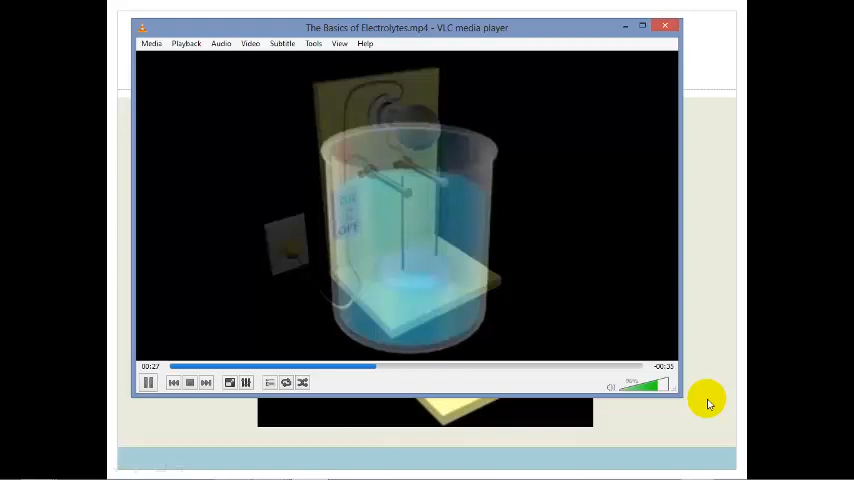 The Basics of Electrolytes.mp4 - VLC media player
Media Playback Audio Video Subtitle Tools View Help
OFF
00:27
-00:35